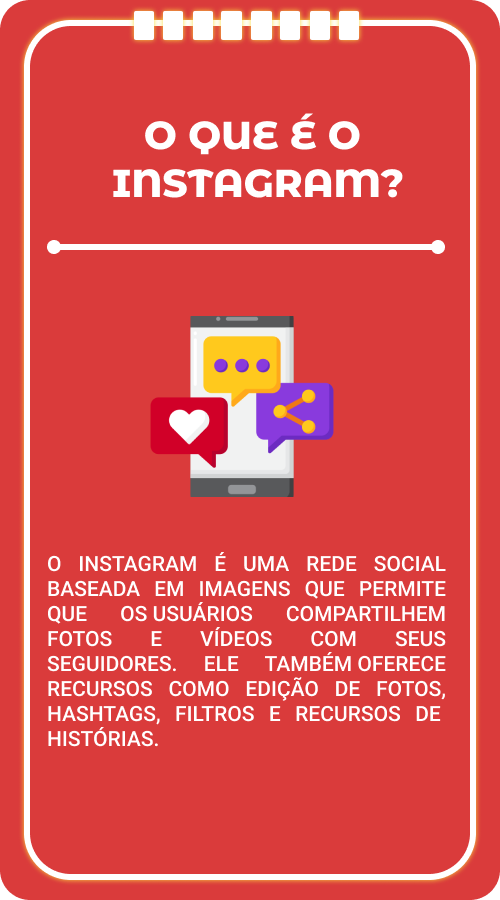 O QUE É O
INSTAGRAM?
O INSTAGRAM É UMA REDE SOCIAL
BASEADA EM IMAGENS QUE PERMITE
QUE OS USUÁRIOS COMPARTILHEM
FOTOS E VÍDEOS COM SEUS
SEGUIDORES. ELE TAMBÉM OFERECE
RECURSOS COMO EDIÇÃO DE FOTOS,
HASHTAGS, FILTROS E RECURSOS DE
HISTÓRIAS.